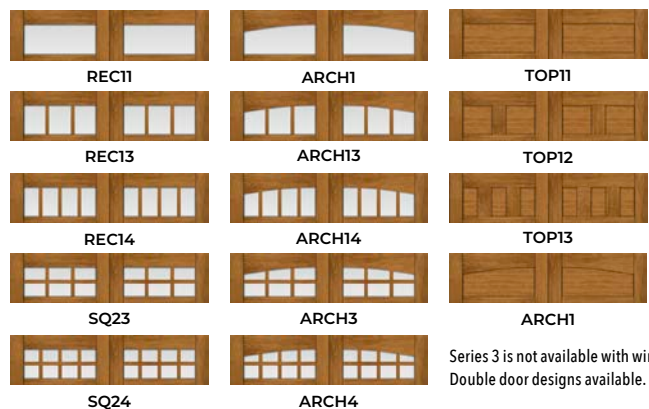 REC11
ARCH1
TOP11
REC13
ARCH13
TOP12
REC14
ARCH14
TOP13
SQ23
ARCH3
ARCH1
Series 3 is not available with
Double door designs available.
SQ24
ARCH4